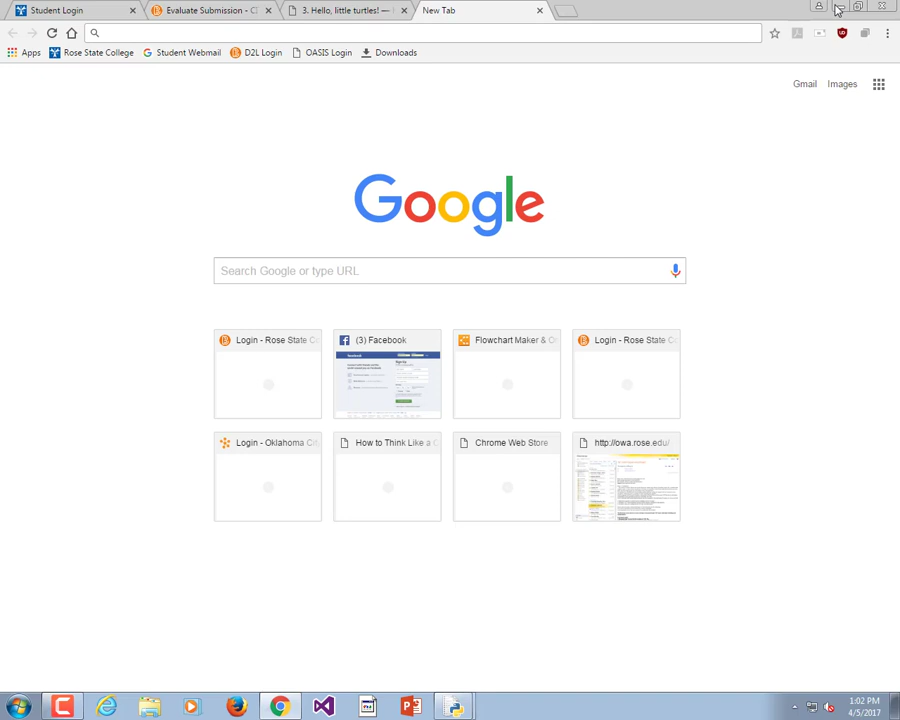 Student Login
Evaluate Submission - CI
3. Hello, little turtles! —
New Tab
Apps
Rose State College
Student Webmail
D2L Login
OASIS Login
Downloads
Gmail
Images
Google
Search Google or type URL
Login - Rose State Co
(3) Facebook
Flowchart Maker & O
Login - Rose State Co
Login - Oklahoma Cit
How to Think Like a C
Chrome Web Store
http://owa.rose.edu/
1:02 PM
4/5/2017